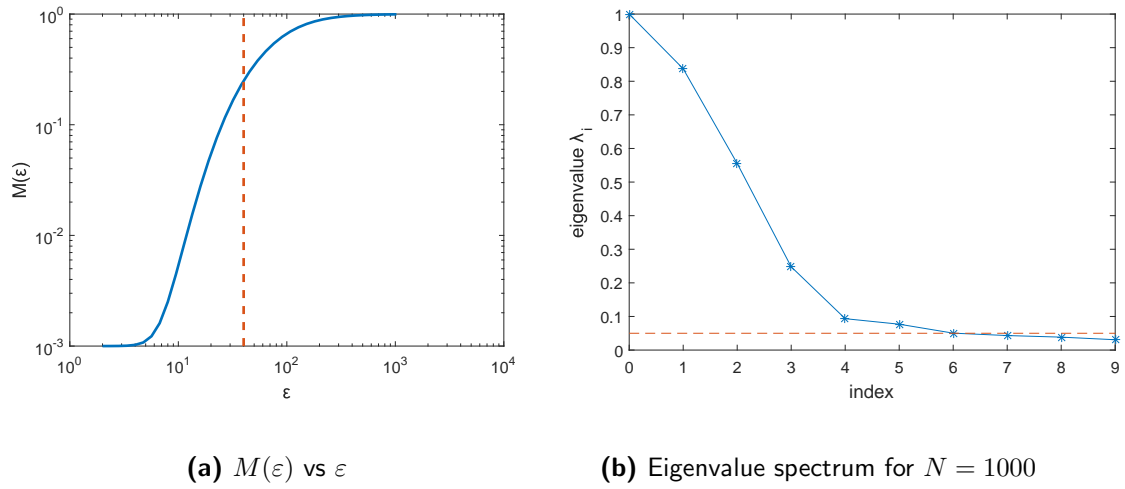 10^0
10^-1
10^-2
10^-3
M(ε)
10^0 10^1 10^2 10^3 10^4
ε
1
0.9
0.8
0.7
0.6
0.5
0.4
0.3
0.2
0.1
0
eigenvalue λ_i
0 1 2 3 4 5 6 7 8 9
index
(a) M(ε) vs ε
(b) Eigenvalue spectrum for N = 1000